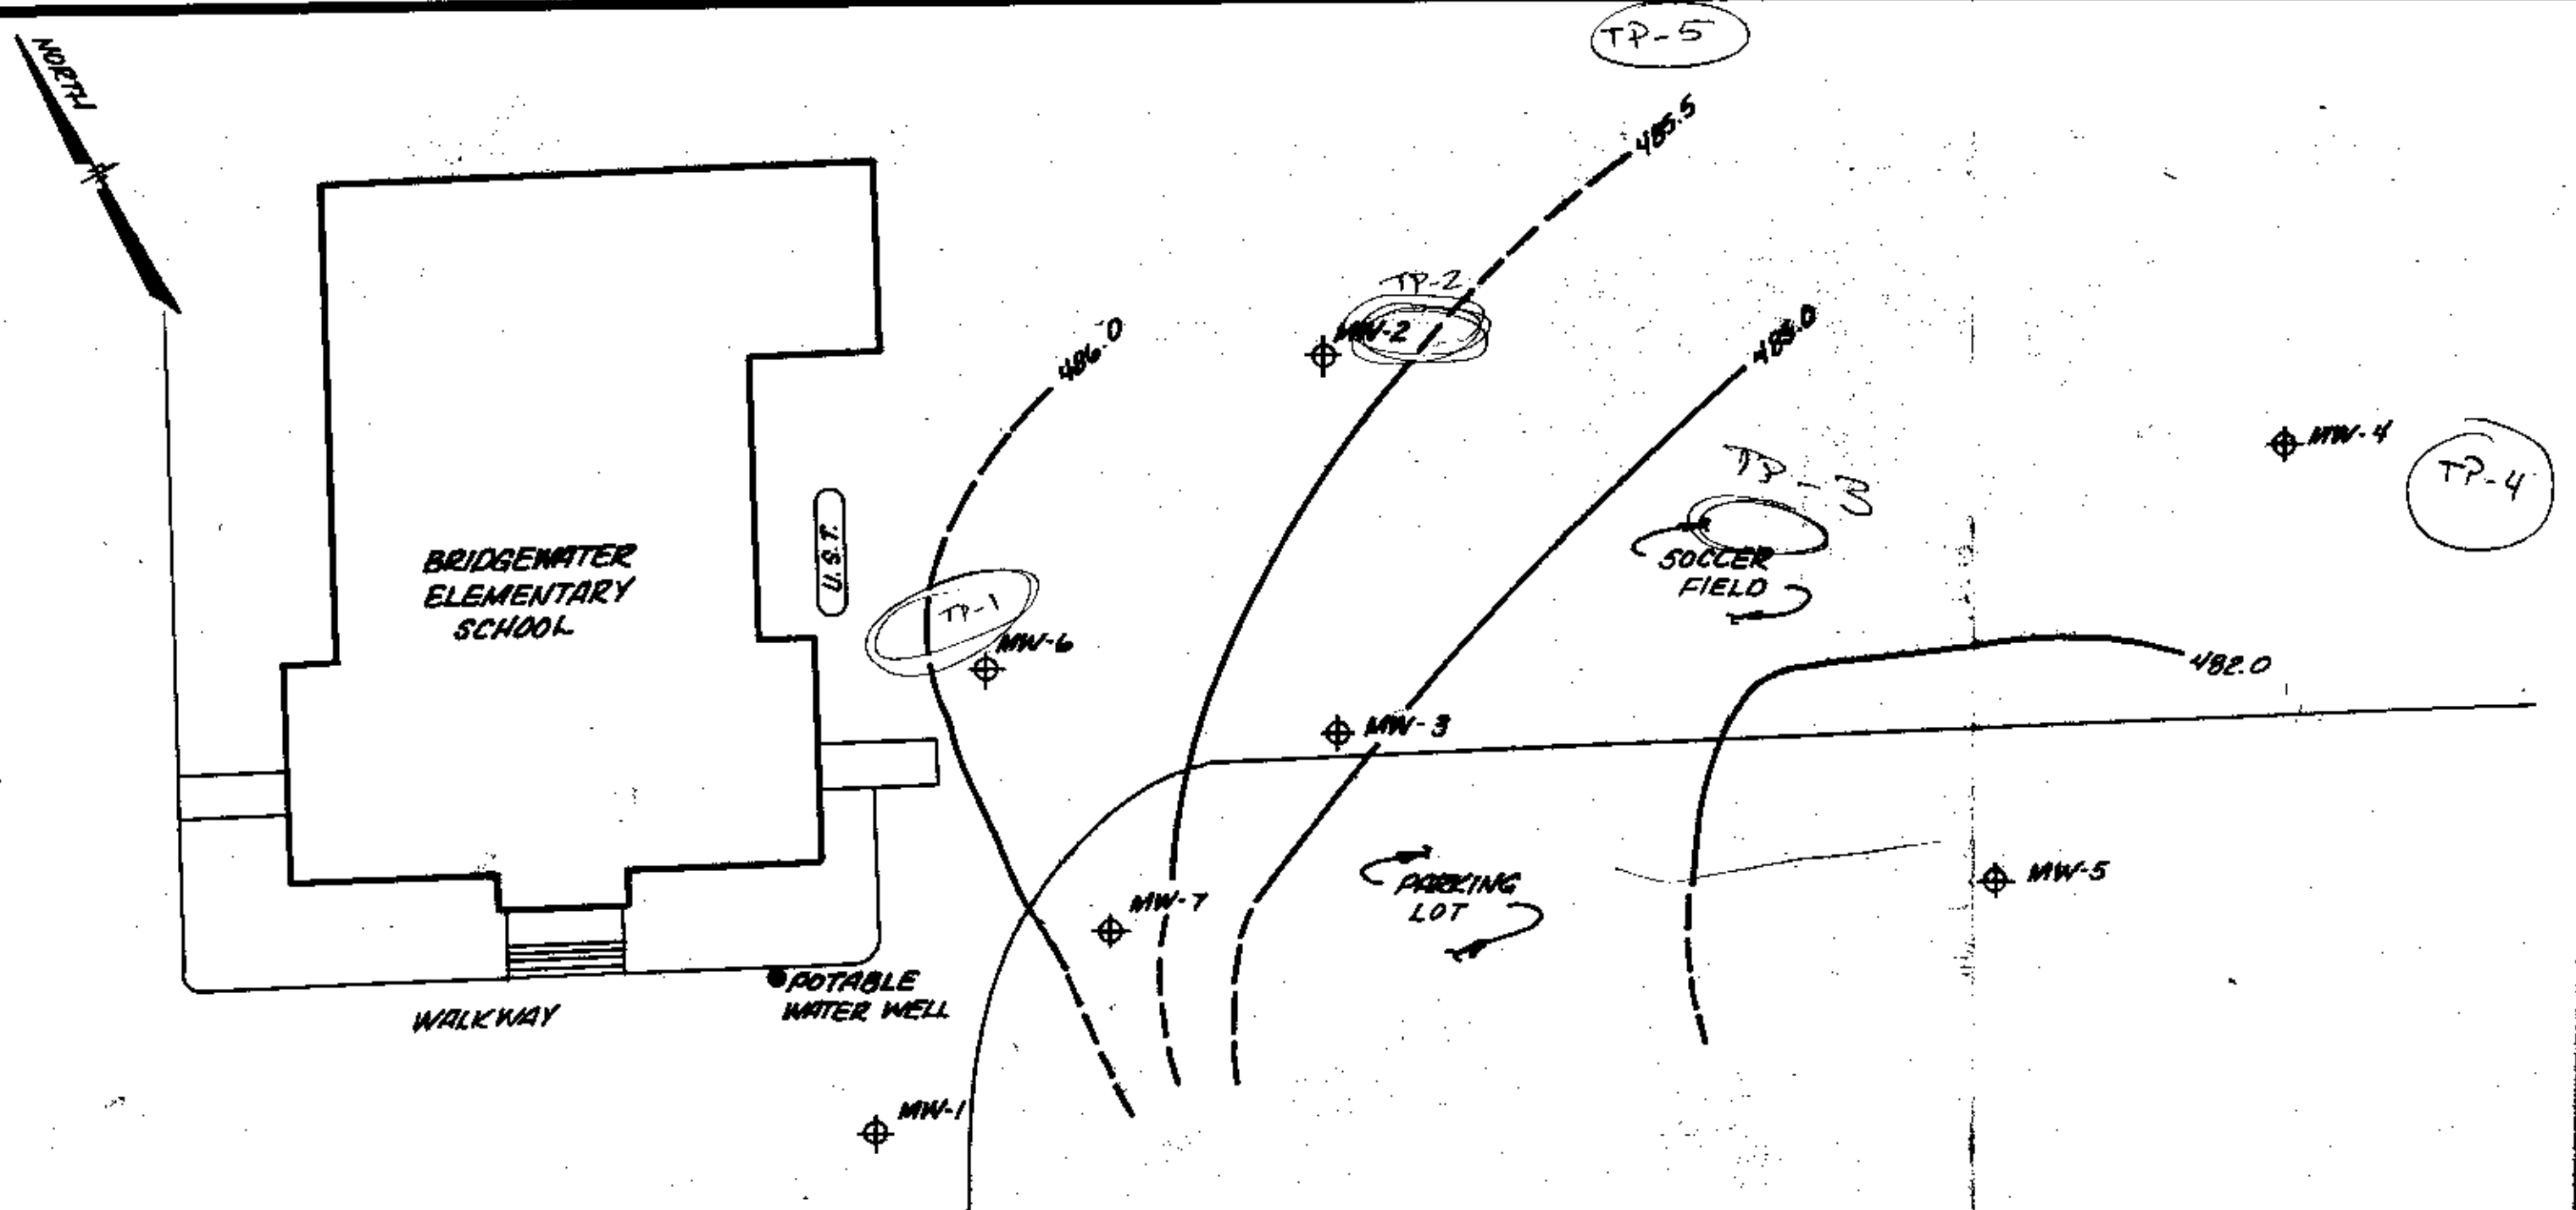 TP-5
NORTH
485.5
TP-2
MW-2
486.0
485.0
MW-4
TP-3
TP-4
BRIDGEWATER
ELEMENTARY
SCHOOL
U.S.T.
SOCCER
FIELD
TP-1
MW-6
482.0
MW-3
MW-5
PARKING
LOT
MW-7
POTABLE
WATER WELL
WALKWAY
MW-1